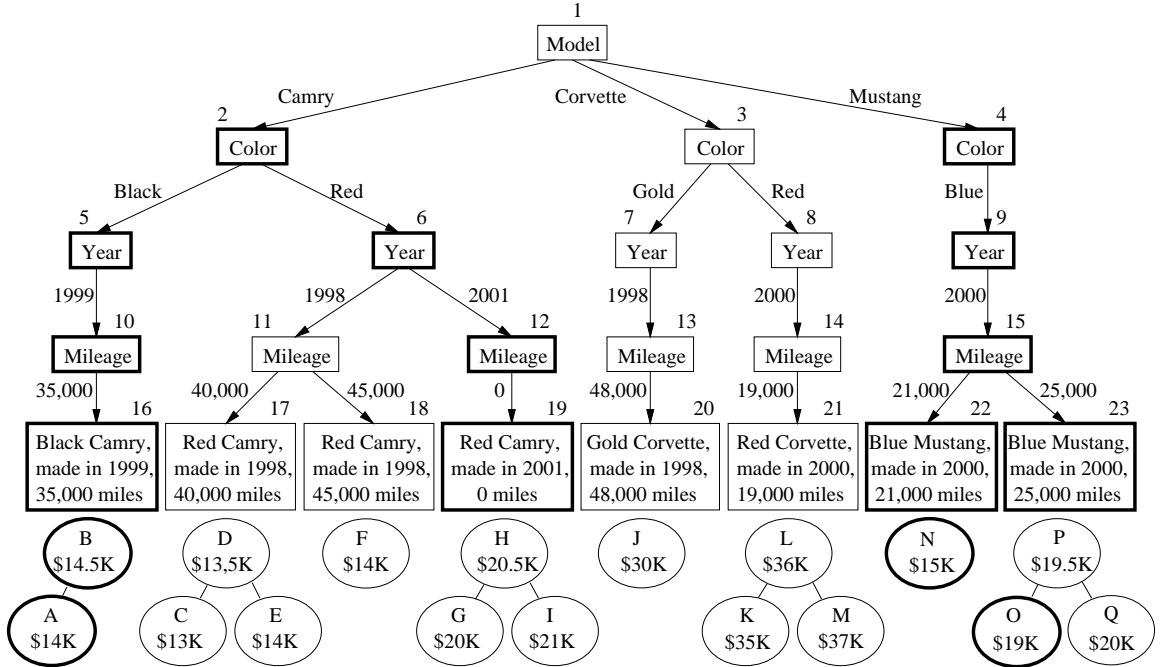 1
Model
Camry
Corvette
Mustang
2
3
4
Color
Color
Color
Black
Red
Gold
Red
Blue
5
6
7
8
9
Year
Year
Year
Year
Year
1999
1998
2001
1998
2000
2000
10
11
12
13
14
15
Mileage
Mileage
Mileage
Mileage
Mileage
Mileage
35,000
40,000
45,000
0
48,000
19,000
21,000
25,000
16
17
18
19
20
21
22
23
Black Camry,
made in 1999,
35,000 miles
Red Camry,
made in 1998,
40,000 miles
Red Camry,
made in 1998,
45,000 miles
Red Camry,
made in 2001,
0 miles
Gold Corvette,
made in 1998,
48,000 miles
Red Corvette,
made in 2000,
19,000 miles
Blue Mustang,
made in 2000,
21,000 miles
Blue Mustang,
made in 2000,
25,000 miles
B
$14.5K
D
$13,5K
F
$14K
H
$20.5K
J
$30K
L
$36K
N
$15K
P
$19.5K
A
$14K
C
$13K
E
$14K
G
$20K
I
$21K
K
$35K
M
$37K
O
$19K
Q
$20K